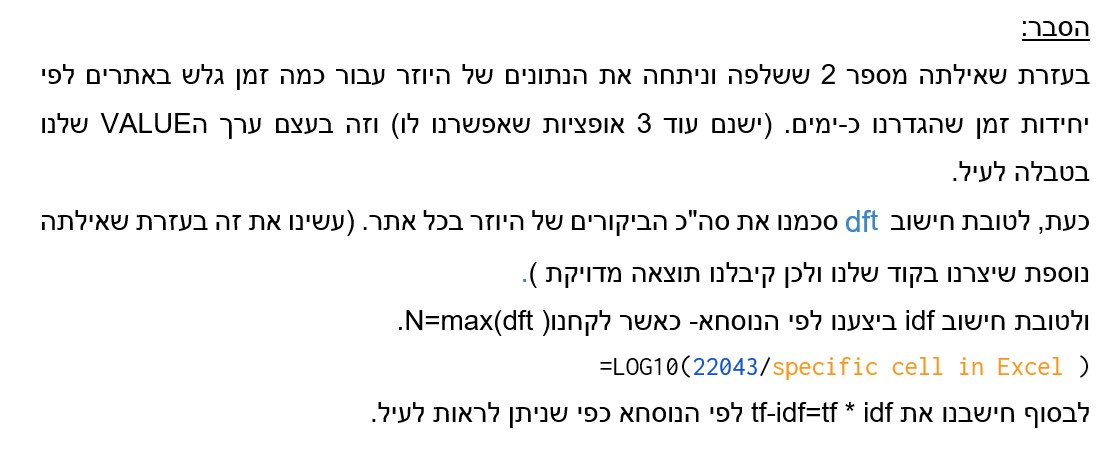 הסבר:
בעזרת שאילתה מספר 2 ששלפה וניתחה את הנתונים של היוזר עבור כמה זמן גלש באתרים לפי
יחידות זמן שהגדרנו כ-ימים. (ישנם עוד 3 אופציות שאפשרנו לו) וזה בעצם ערך הVALUE שלנו
בטבלה לעיל.
כעת, לטובת חישוב dft סכמנו את סה"כ הביקורים של היוזר בכל אתר. (עשינו את זה בעזרת שאילתה
נוספת שיצרנו בקוד שלנו ולכן קיבלנו תוצאה מדויקת ).
ולטובת חישוב idf ביצענו לפי הנוסחא- כאשר לקחנו N=max(dft ).
=LOG10(22043/specific cell in Excel )
לבסוף חישבנו את tf-idf=tf * idf לפי הנוסחא כפי שניתן לראות לעיל.